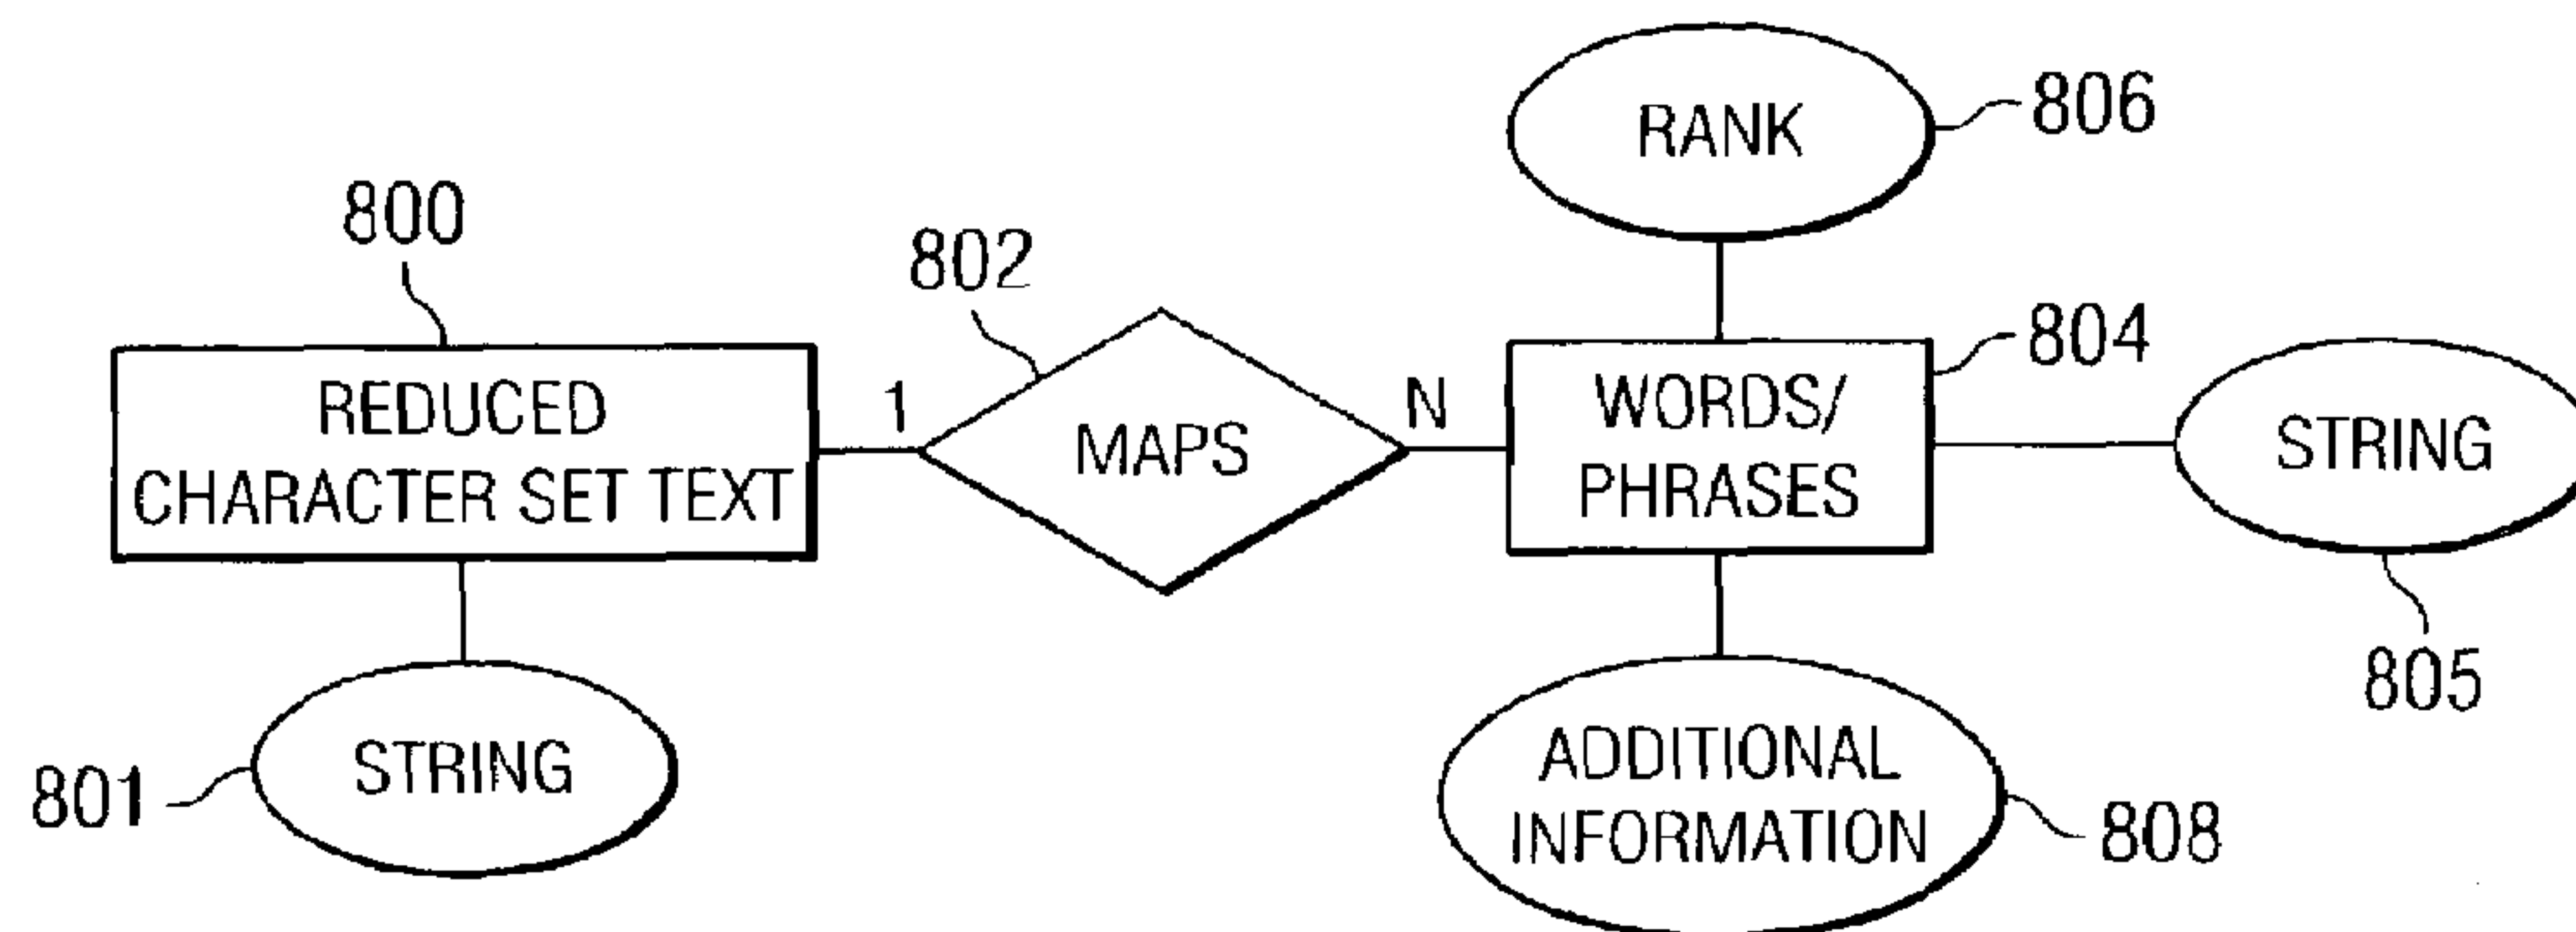 RANK
806
800
802
804
REDUCED
CHARACTER SET TEXT
1
MAPS
N
WORDS/
PHRASES
STRING
805
STRING
801
ADDITIONAL
INFORMATION
808